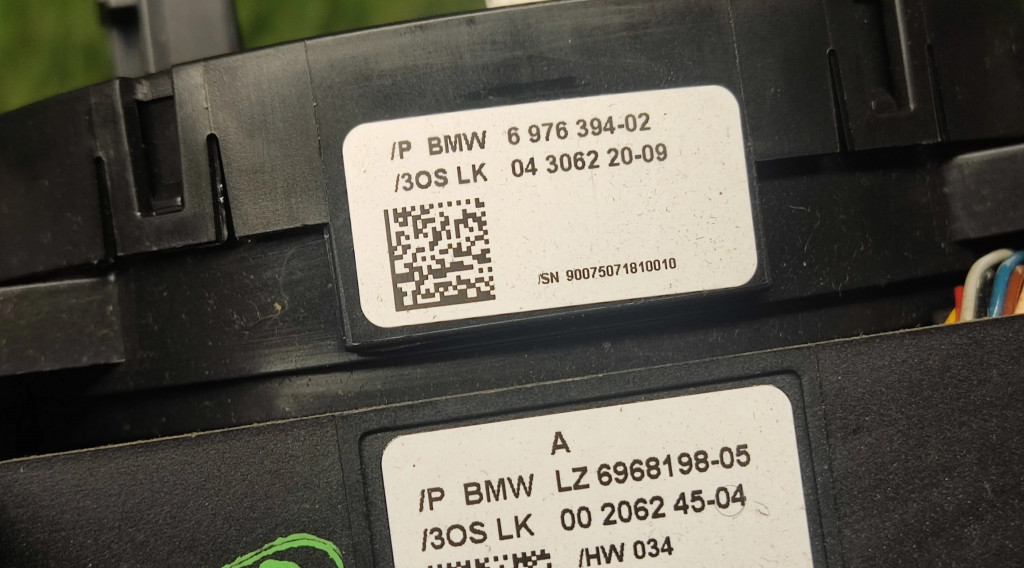 /P BMW 6 976 394-02
/3OS LK 04 3062 20-09
/SN 90075071810010
A
/P BMW LZ 6968198-05
/3OS LK 00 2062 45-04
/HW 034